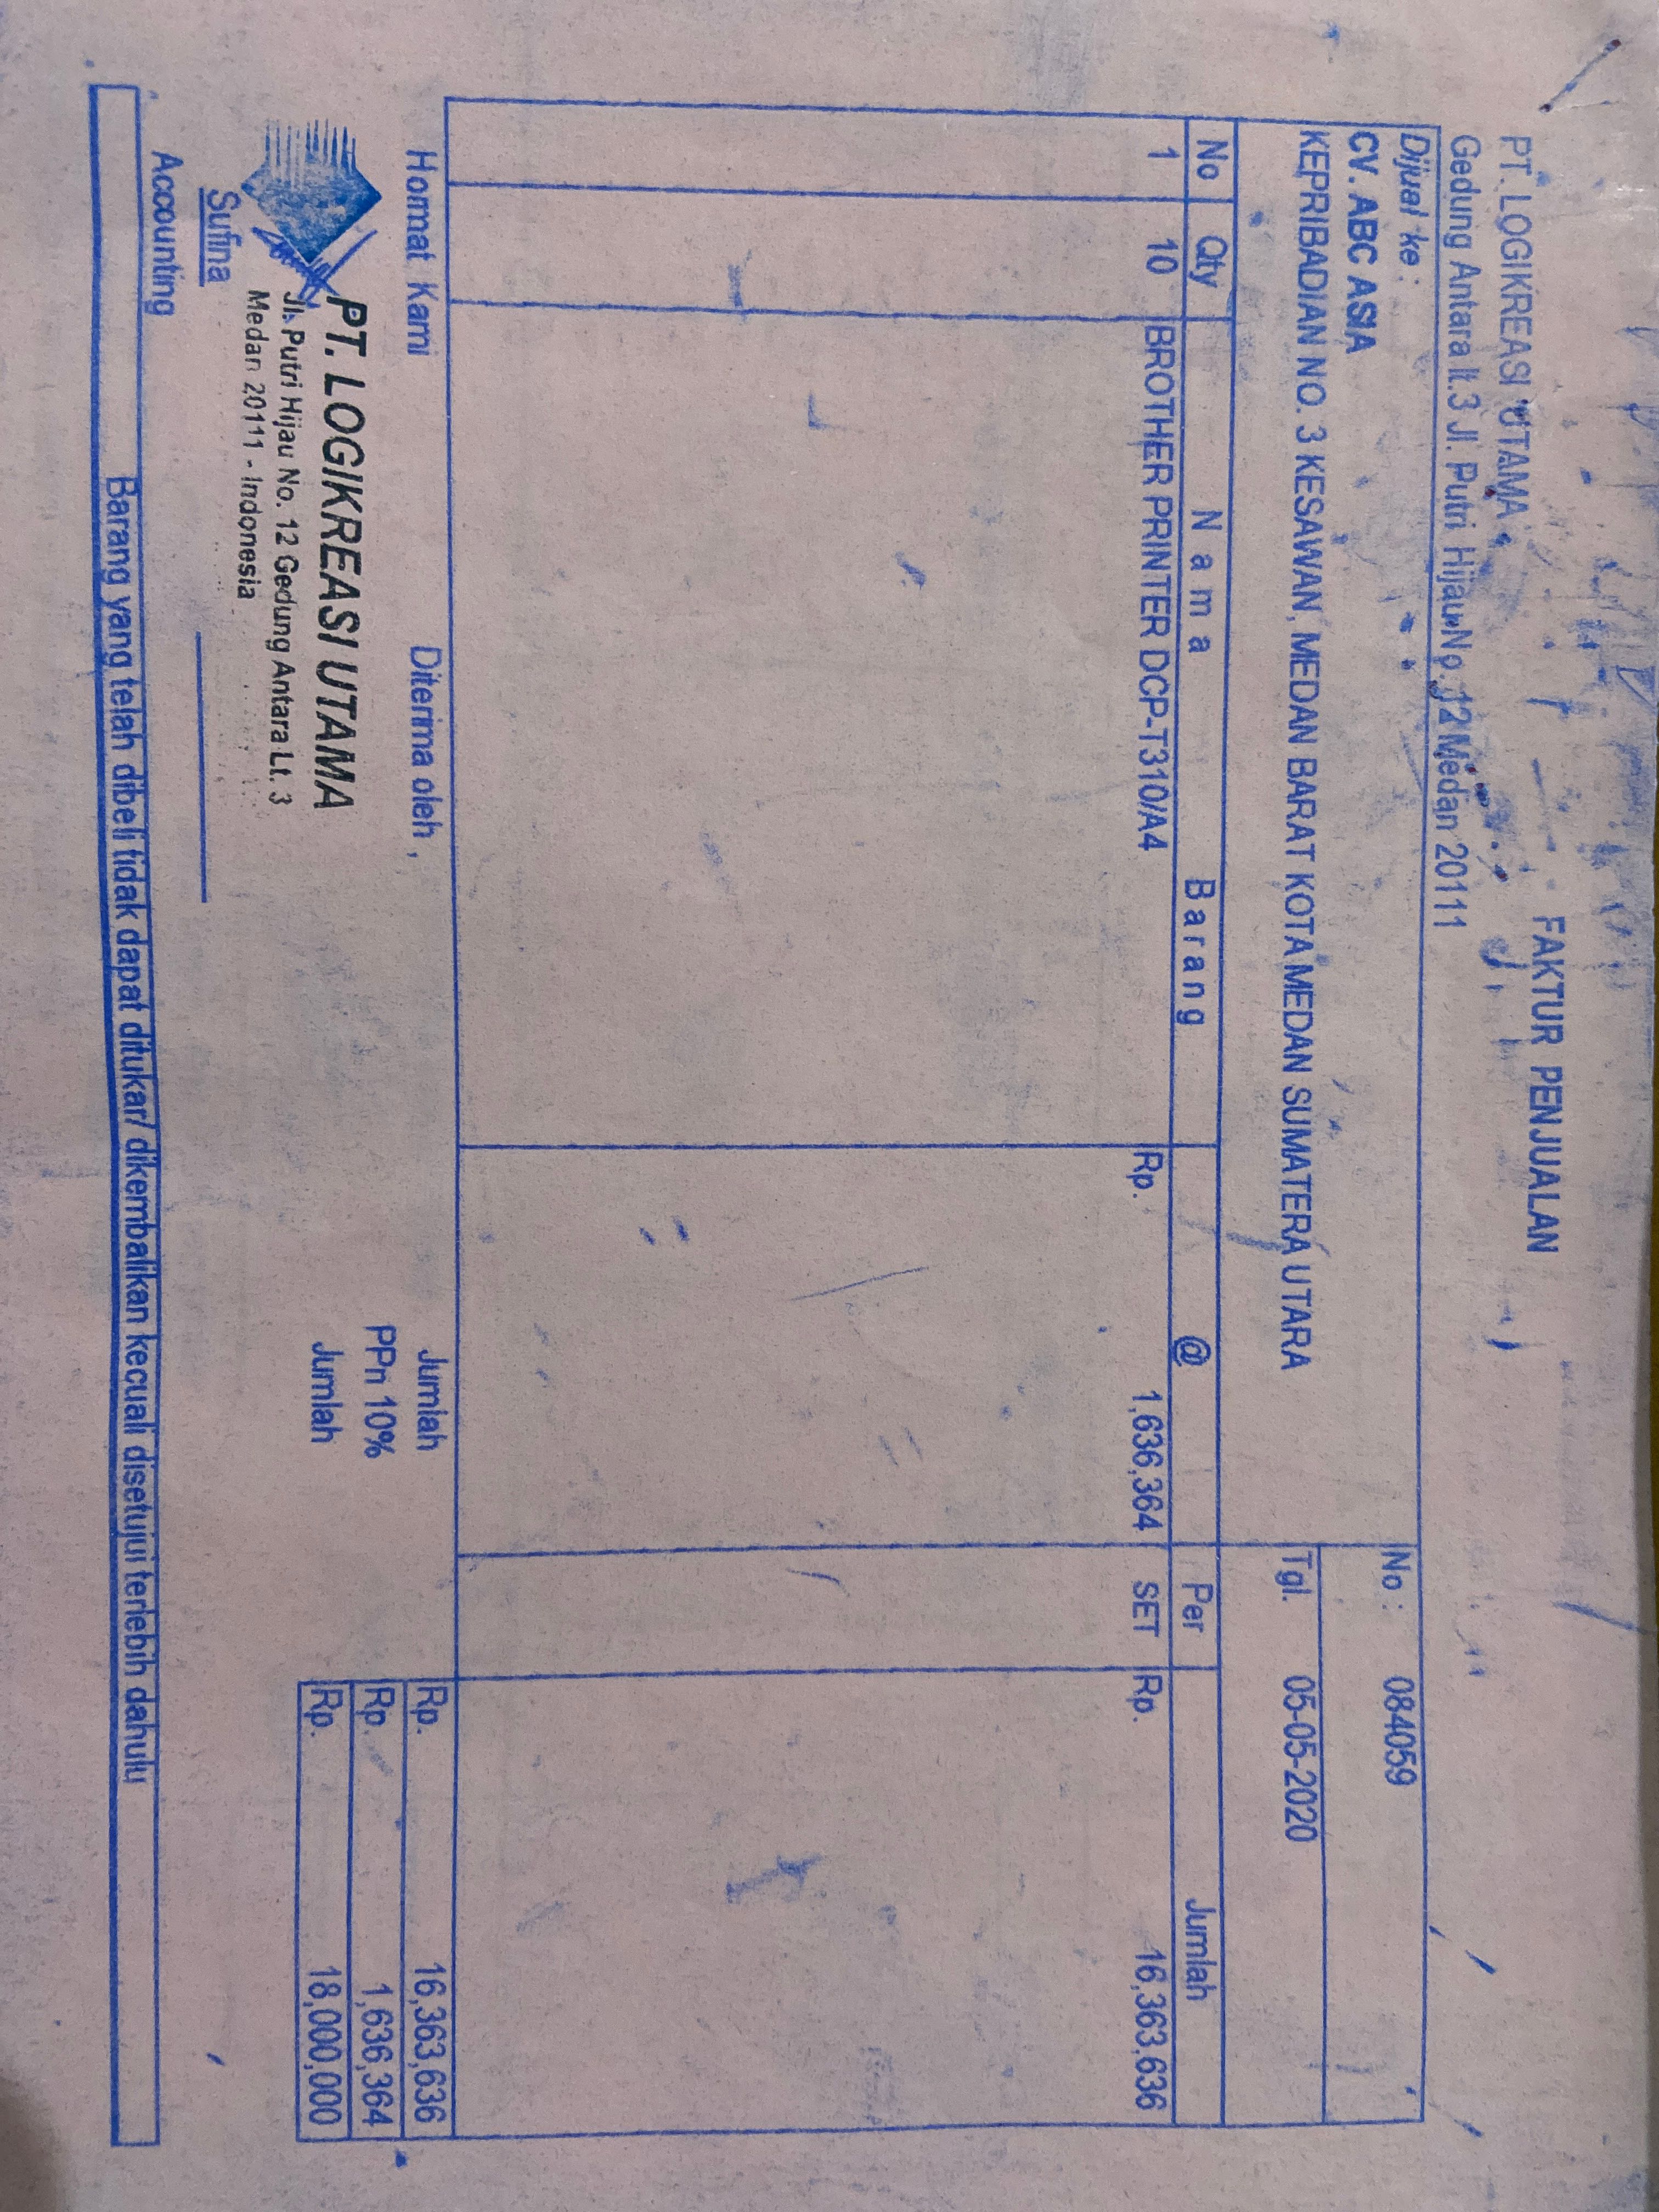 FAKTUR PENJUALAN
PT. LOGIKREASI UTAMA
Gedung Antara lt.3 Jl. Putri Hijau No. 12 Medan 20111
Dijual ke :
No : 084059
CV. ABC ASIA
KEPRIBADIAN NO. 3 KESAWAN, MEDAN BARAT KOTA MEDAN SUMATERA UTARA
Tgl. 05-05-2020
No Qty Nama Barang @ Per Jumlah
1 10 BROTHER PRINTER DCP-T310/A4 Rp. 1,636,364 SET Rp. 16,363,636
Hormat Kami Diterima oleh , Jumlah Rp. 16,363,636
PPn 10% Rp. 1,636,364
Jumlah Rp. 18,000,000
PT. LOGIKREASI UTAMA
Jl. Putri Hijau No. 12 Gedung Antara Lt. 3
Medan 20111 - Indonesia
Sufina
Accounting
Barang yang telah dibeli tidak dapat ditukar/ dikembalikan kecuali disetujui terlebih dahulu